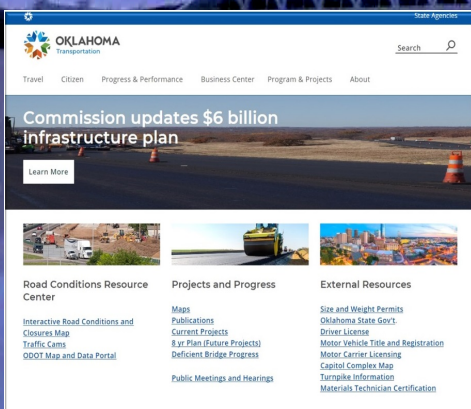 State Agencies
OKLAHOMA
Transportation
Search
Travel Citizen Progress & Performance Business Center Program & Projects About
Commission updates $6 billion
infrastructure plan
Learn More
Road Conditions Resource
Center
Interactive Road Conditions and
Closures Map
Traffic Cams
ODOT Map and Data Portal
Projects and Progress
Maps
Publications
Current Projects
8 yr Plan (Future Projects)
Deficient Bridge Progress
Public Meetings and Hearings
External Resources
Size and Weight Permits
Oklahoma State Gov't.
Driver License
Motor Vehicle Title and Registration
Motor Carrier Licensing
Capitol Complex Map
Turnpike Information
Materials Technician Certification